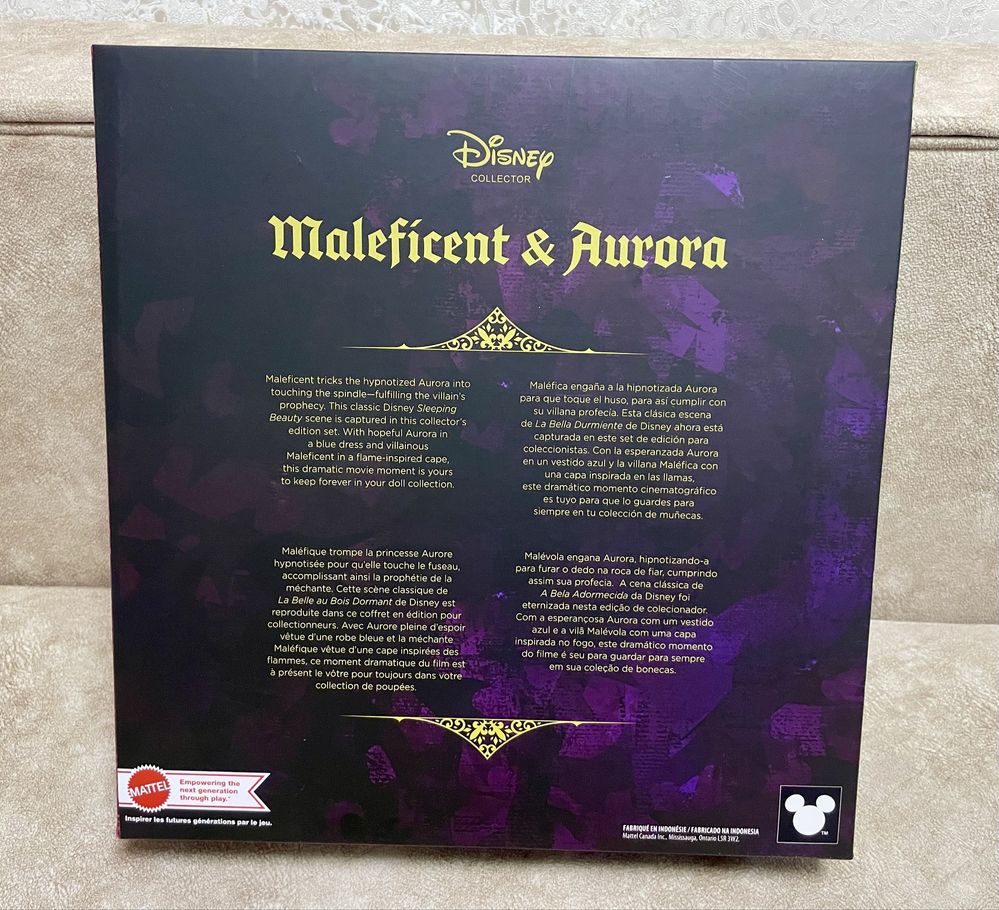 Disney
COLLECTOR
Maleficent & Aurora
Maleficent tricks the hypnotized Aurora into
touching the spindle—fulfilling the villain's
prophecy. This classic Disney Sleeping
Beauty scene is captured in this collector's
edition set. With hopeful Aurora in
a blue dress and villainous
Maleficent in a flame-inspired cape,
this dramatic movie moment is yours
to keep forever in your doll collection.
Maléfica engaña a la hipnotizada Aurora
para que toque el huso, para así cumplir con
su villana profecía. Esta clásica escena
de La Bella Durmiente de Disney ahora está
capturada en este set de edición para
coleccionistas. Con la esperanzada Aurora
en un vestido azul y la villana Maléfica con
una capa inspirada en las llamas,
este dramático momento cinematográfico
es tuyo para que lo guardes para
siempre en tu colección de muñecas.
Maléfique trompe la princesse Aurore
hypnotisée pour qu'elle touche le fuseau,
accomplissant ainsi la prophétie de la
méchante. Cette scène classique de
La Belle au Bois Dormant de Disney est
reproduite dans ce coffret en édition pour
collectionneurs. Avec Aurore pleine d'espoir
vêtue d'une robe bleue et la méchante
Maléfique vêtue d'une cape inspirées des
flammes, ce moment dramatique du film est
à présent le vôtre pour toujours dans votre
collection de poupées.
Malévola engana Aurora, hipnotizando-a
para furar o dedo na roca de fiar, cumprindo
assim sua profecia. A cena clássica de
A Bela Adormecida da Disney foi
eternizada nesta edição de colecionador.
Com a esperançosa Aurora com um vestido
azul e a vilã Malévola com uma capa
inspirada no fogo, este dramático momento
do filme é seu para guardar para sempre
em sua coleção de bonecas.
MATTEL
Empowering the
next generation
through play.™
Inspirer les futures générations par le jeu.
FABRIQUÉ EN INDONÉSIE / FABRICADO NA INDONESIA
Mattel Canada Inc., Mississauga, Ontario L5R 3W2.
TM